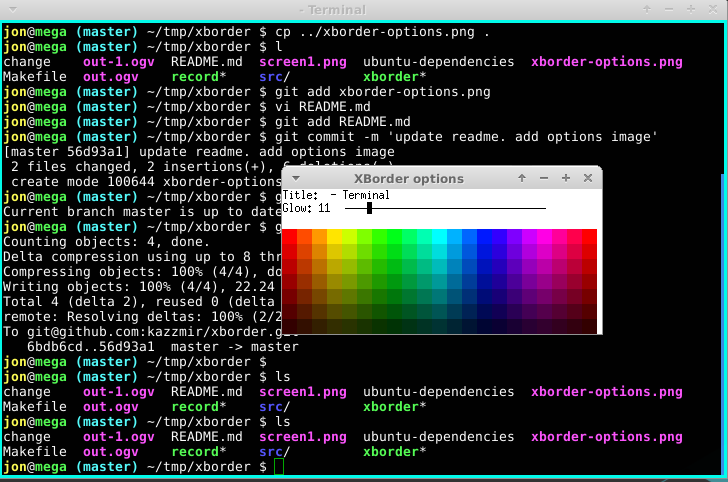 - Terminal
jon@mega (master) ~/tmp/xborder $ cp ../xborder-options.png .
jon@mega (master) ~/tmp/xborder $ l
change    out-1.ogv  README.md  screen1.png  ubuntu-dependencies  xborder-options.png
Makefile  out.ogv    record*    src/         xborder*
jon@mega (master) ~/tmp/xborder $ git add xborder-options.png
jon@mega (master) ~/tmp/xborder $ vi README.md
jon@mega (master) ~/tmp/xborder $ git add README.md
jon@mega (master) ~/tmp/xborder $ git commit -m 'update readme. add options image'
[master 56d93a1] update readme. add options image
2 files changed, 2 insertions(+),
create mode 100644 xborder-options
jon@mega (master) ~/tmp/xborder $ g
Current branch master is up to date
jon@mega (master) ~/tmp/xborder $ g
Counting objects: 4, done.
Delta compression using up to 8 thr
Compressing objects: 100% (4/4), do
Writing objects: 100% (4/4), 22.24
Total 4 (delta 2), reused 0 (delta
remote: Resolving deltas: 100% (2/2
To git@github.com:kazzmir/xborder.git
6bdb6cd..56d93a1  master -> master
jon@mega (master) ~/tmp/xborder $
jon@mega (master) ~/tmp/xborder $ ls
change    out-1.ogv  README.md  screen1.png  ubuntu-dependencies  xborder-options.png
Makefile  out.ogv    record*    src/         xborder*
jon@mega (master) ~/tmp/xborder $ ls
change    out-1.ogv  README.md  screen1.png  ubuntu-dependencies  xborder-options.png
Makefile  out.ogv    record*    src/         xborder*
jon@mega (master) ~/tmp/xborder $
XBorder options
Title:  - Terminal
Glow: 11